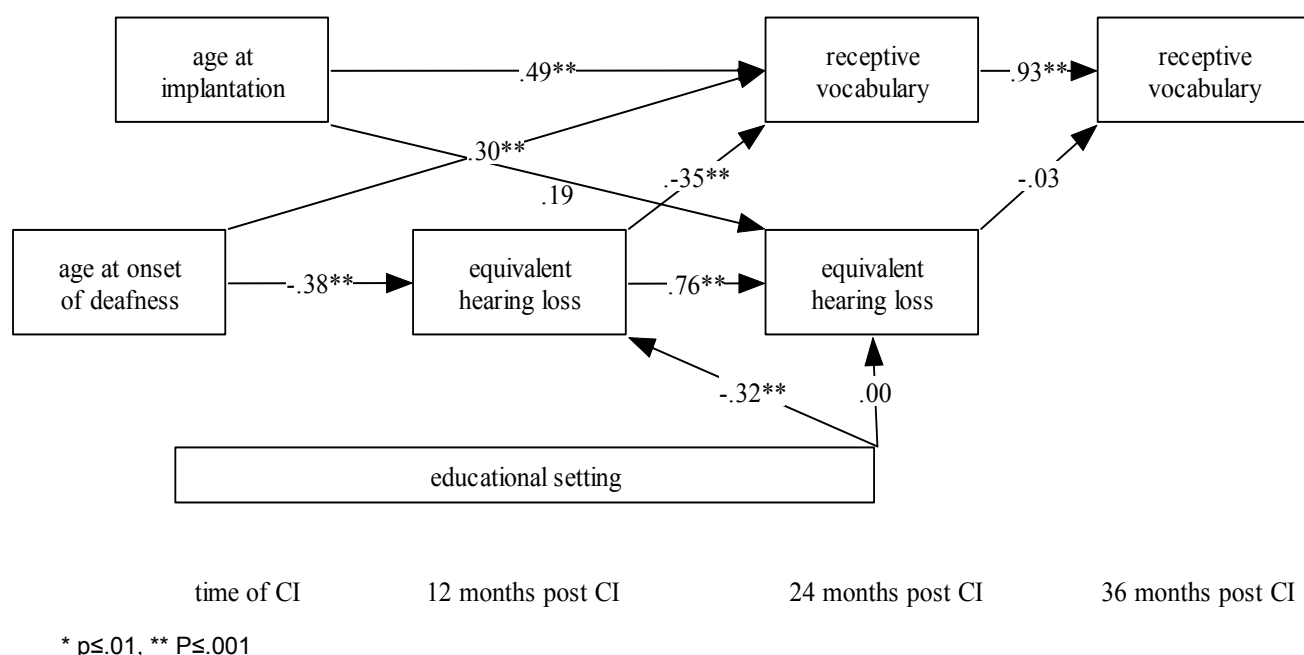 age at
implantation
.49**
receptive
vocabulary
.93**
receptive
vocabulary
.30**
.-35**
-.03
.19
age at onset
of deafness
-.38**
equivalent
hearing loss
.76**
equivalent
hearing loss
-.32**
.00
educational setting
time of CI
12 months post CI
24 months post CI
36 months post CI
* p≤.01, ** P≤.001